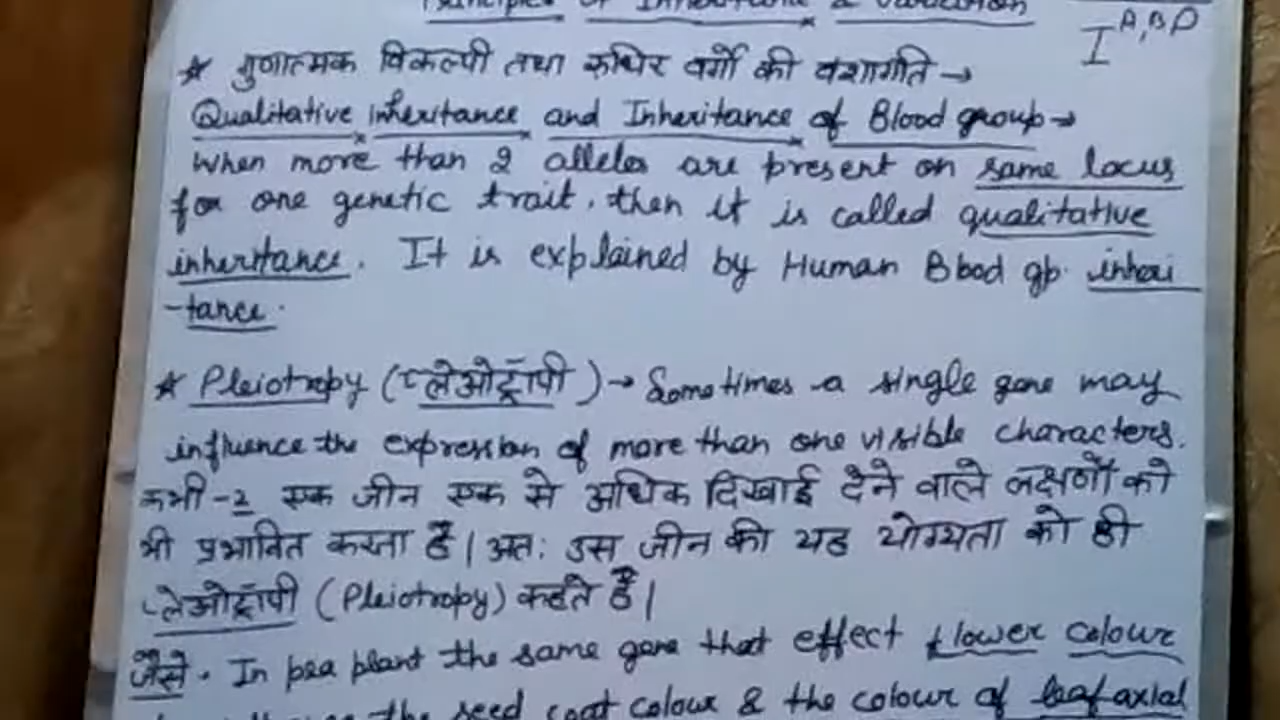 Principles of Inheritance & Variation
I A,B,O
★ गुणात्मक विकल्पी तथा रुधिर वर्गो की वंशागति →
Qualitative inheritance and Inheritance of Blood group→
When more than 2 alleles are present on same locus
for one genetic trait, then it is called qualitative
inheritance. It is explained by Human Blood gp. inheri
-tance.
★ Pleiotropy (प्लेओट्रॉपी) → Sometimes a single gene may
influence the expression of more than one visible characters.
कभी-2 एक जीन एक से अधिक दिखाई देने वाले लक्षणों को
भी प्रभावित करता है। अत: उस जीन की यह योग्यता को ही
प्लेओट्रॉपी (Pleiotropy) कहते है।
जैसे. In pea plant the same gene that effect flower colour
the seed coat colour & the colour of leaf axial